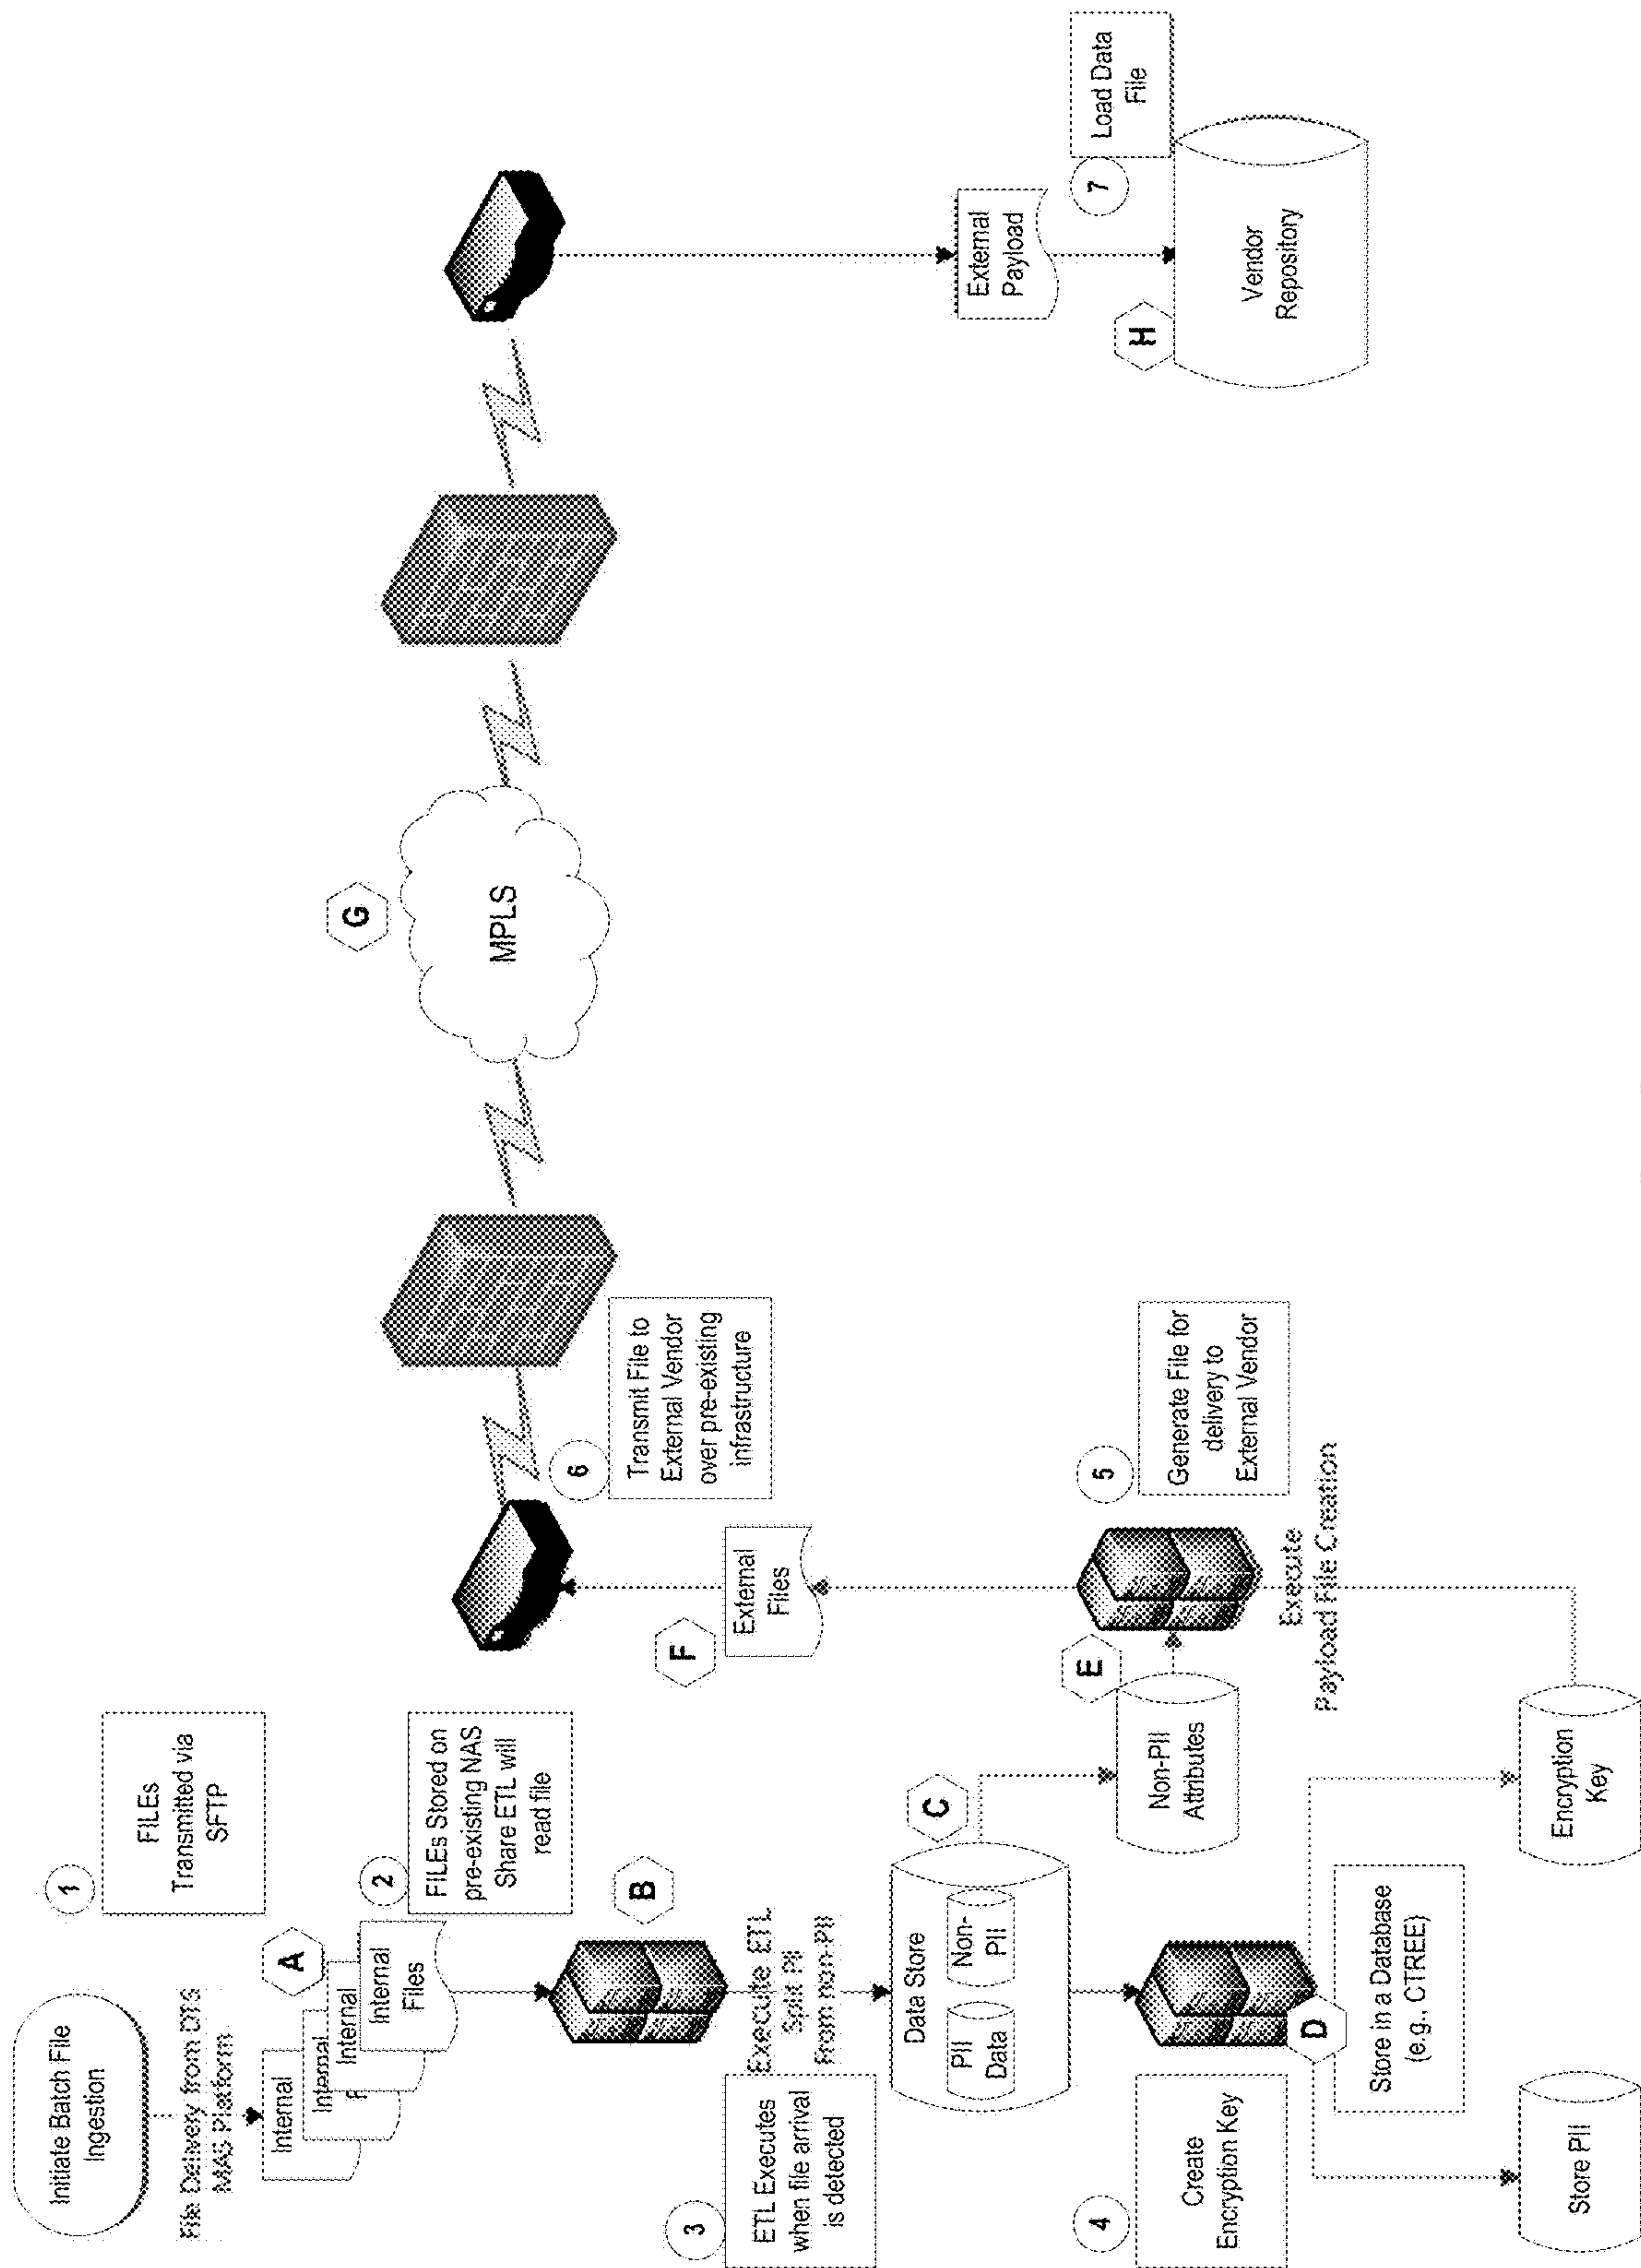 Initiate Batch File
Ingestion
File Delivery from DTS
MAS Platform
1
FILEs
Transmitted via
SFTP
A
Internal
Internal
F
Internal
Internal
Files
2
FILEs Stored on
pre-existing NAS
Share ETL will
read file
B
3
ETL Executes
when file arrival
is detected
Execute ETL
Split PII
From non-PII
Data Store
PII
Data
Non-
PII
C
4
Create
Encryption Key
D
Store in a Database
(e.g., CTREE)
Store PII
Encryption
Key
Non-PII
Attributes
E
5
Generate File for
delivery to
External Vendor
Execute
Payload File Creation
F
External
Files
6
Transmit File to
External Vendor
over pre-existing
infrastructure
G
MPLS
External
Payload
7
Load Data
File
H
Vendor
Repository